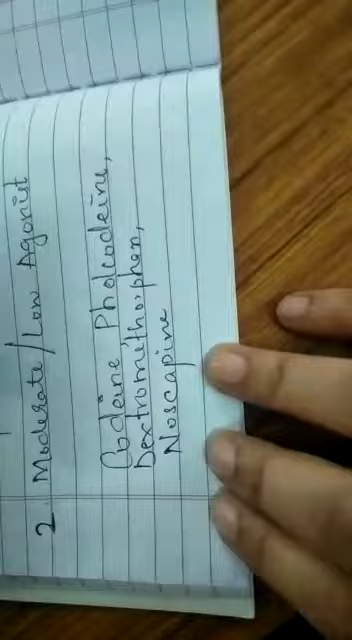 2. Moderate/Low Agonist
Codeine, Pholcodeine,
Dextromethorphan,
Noscapine